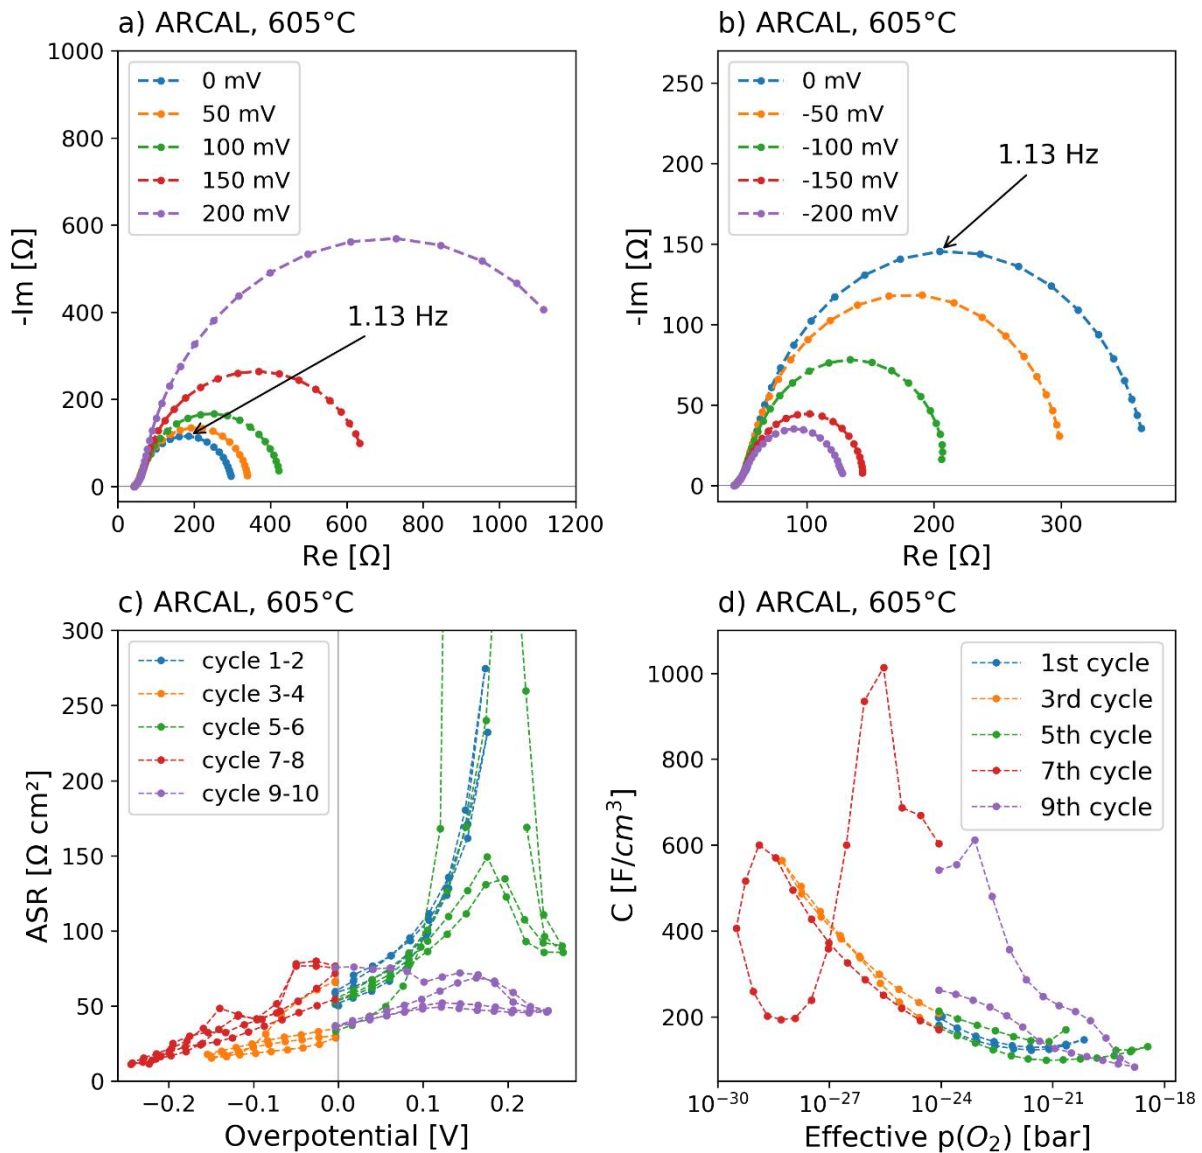 a) ARCAL, 605°C
-Im [Ω]
1000
800
600
400
200
0
0 mV
50 mV
100 mV
150 mV
200 mV
1.13 Hz
0 200 400 600 800 1000 1200
Re [Ω]
b) ARCAL, 605°C
-Im [Ω]
250
200
150
100
50
0
0 mV
-50 mV
-100 mV
-150 mV
-200 mV
1.13 Hz
100 200 300
Re [Ω]
c) ARCAL, 605°C
ASR [Ω cm²]
300
250
200
150
100
50
0
cycle 1-2
cycle 3-4
cycle 5-6
cycle 7-8
cycle 9-10
−0.2 −0.1 0.0 0.1 0.2
Overpotential [V]
d) ARCAL, 605°C
C [F/cm³]
1000
800
600
400
200
1st cycle
3rd cycle
5th cycle
7th cycle
9th cycle
10⁻³⁰ 10⁻²⁷ 10⁻²⁴ 10⁻²¹ 10⁻¹⁸
Effective p(O₂) [bar]